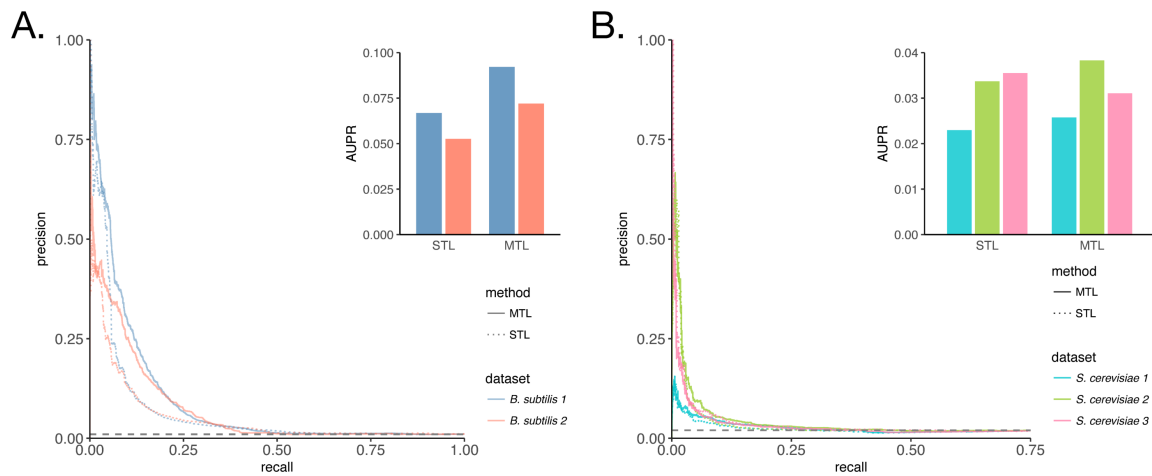 A.
1.00
0.75
0.50
0.25
0.00
precision
0.00
0.25
0.50
0.75
1.00
recall
0.100
0.075
0.050
0.025
0.000
AUPR
STL
MTL
method
MTL
STL
dataset
B. subtilis 1
B. subtilis 2
B.
1.00
0.75
0.50
0.25
0.00
precision
0.00
0.25
0.50
0.75
recall
0.04
0.03
0.02
0.01
0.00
AUPR
STL
MTL
method
MTL
STL
dataset
S. cerevisiae 1
S. cerevisiae 2
S. cerevisiae 3